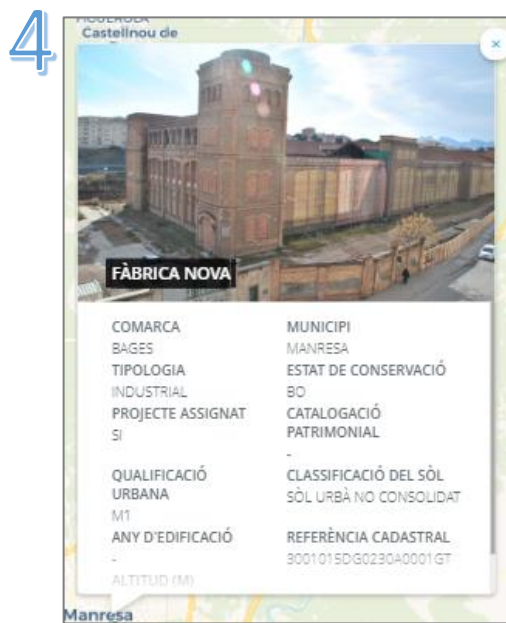 4
FIGUEROLA
Castellnou de
×
FÀBRICA NOVA
COMARCA
BAGES
MUNICIPI
MANRESA
TIPOLOGIA
INDUSTRIAL
ESTAT DE CONSERVACIÓ
BO
PROJECTE ASSIGNAT
SI
CATALOGACIÓ
PATRIMONIAL
-
QUALIFICACIÓ
URBANA
M1
CLASSIFICACIÓ DEL SÒL
SÒL URBÀ NO CONSOLIDAT
ANY D'EDIFICACIÓ
-
REFERÈNCIA CADASTRAL
3001015DG0230A0001GT
ALTITUD (M)
Manresa